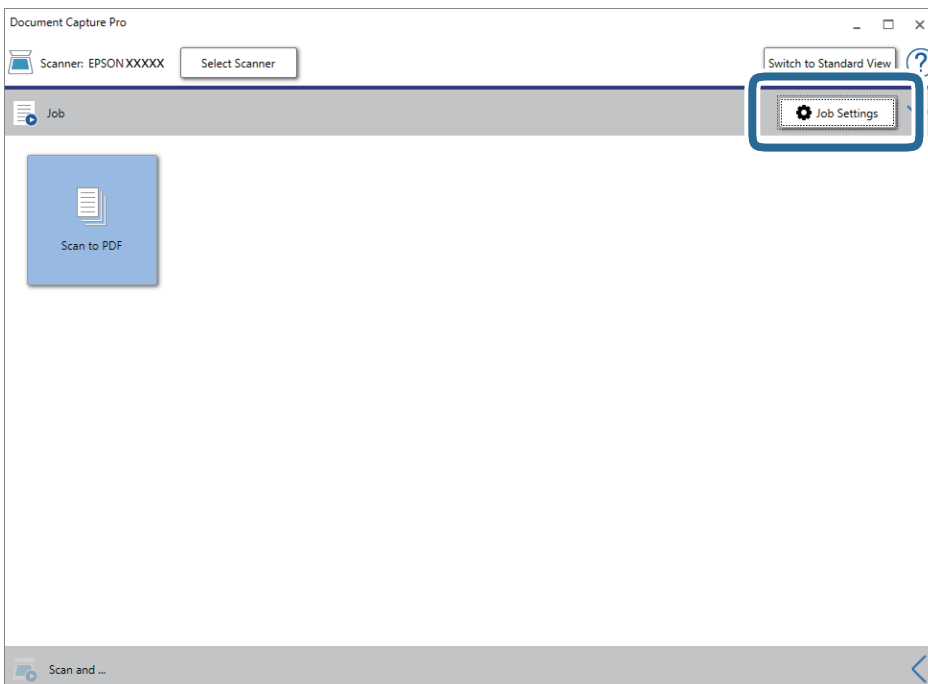 Document Capture Pro
Scanner: EPSON XXXXX
Select Scanner
Switch to Standard View
?
Job
Job Settings
Scan to PDF
Scan and ...